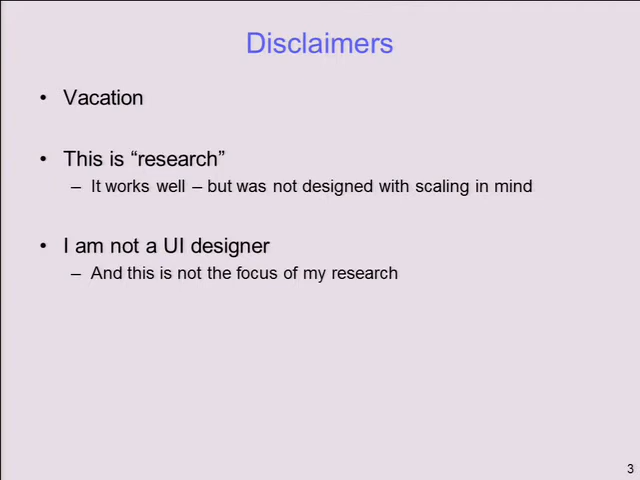 Disclaimers
• Vacation
• This is “research”
– It works well – but was not designed with scaling in mind
• I am not a UI designer
– And this is not the focus of my research
3